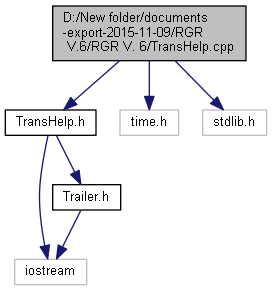 D:/New folder/documents
-export-2015-11-09/RGR
V.6/RGR V. 6/TransHelp.cpp
TransHelp.h
time.h
stdlib.h
Trailer.h
iostream